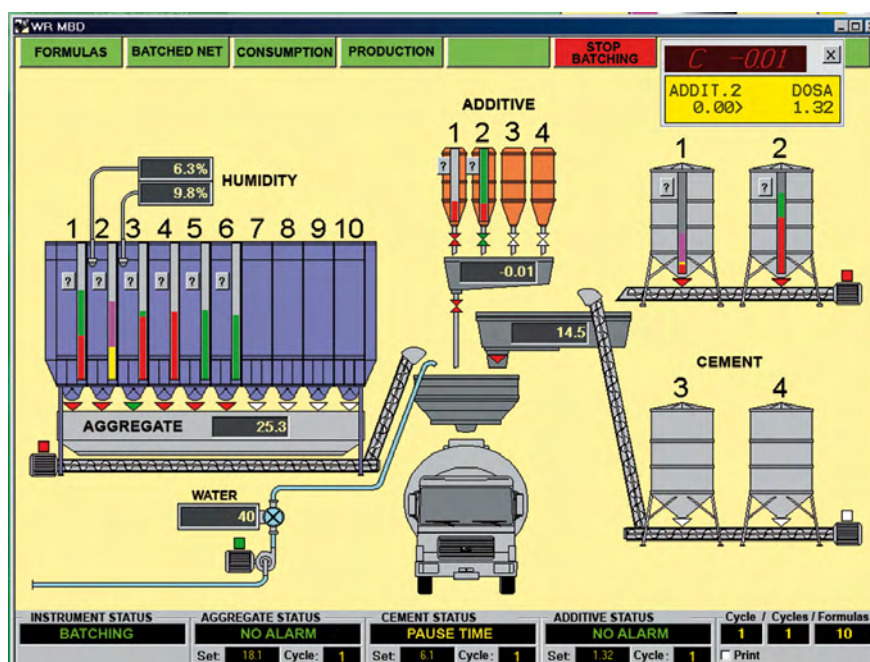 WR MBD
FORMULAS BATCHED NET CONSUMPTION PRODUCTION STOP BATCHING
C -0.01 X
ADDIT.2 DOSA
0.00> 1.32
ADDITIVE
1 2 3 4
? ?
1 2
? ?
6.3%
9.8%
HUMIDITY
1 2 3 4 5 6 7 8 9 10
? ? ? ? ? ?
-0.01
14.5
CEMENT
3 4
AGGREGATE 25.3
WATER
40
INSTRUMENT STATUS AGGREGATE STATUS CEMENT STATUS ADDITIVE STATUS Cycle / Cycles / Formulas
BATCHING NO ALARM PAUSE TIME NO ALARM 1 1 10
Set: 18.1 Cycle: 1 Set: 6.1 Cycle: 1 Set: 1.32 Cycle: 1 Print